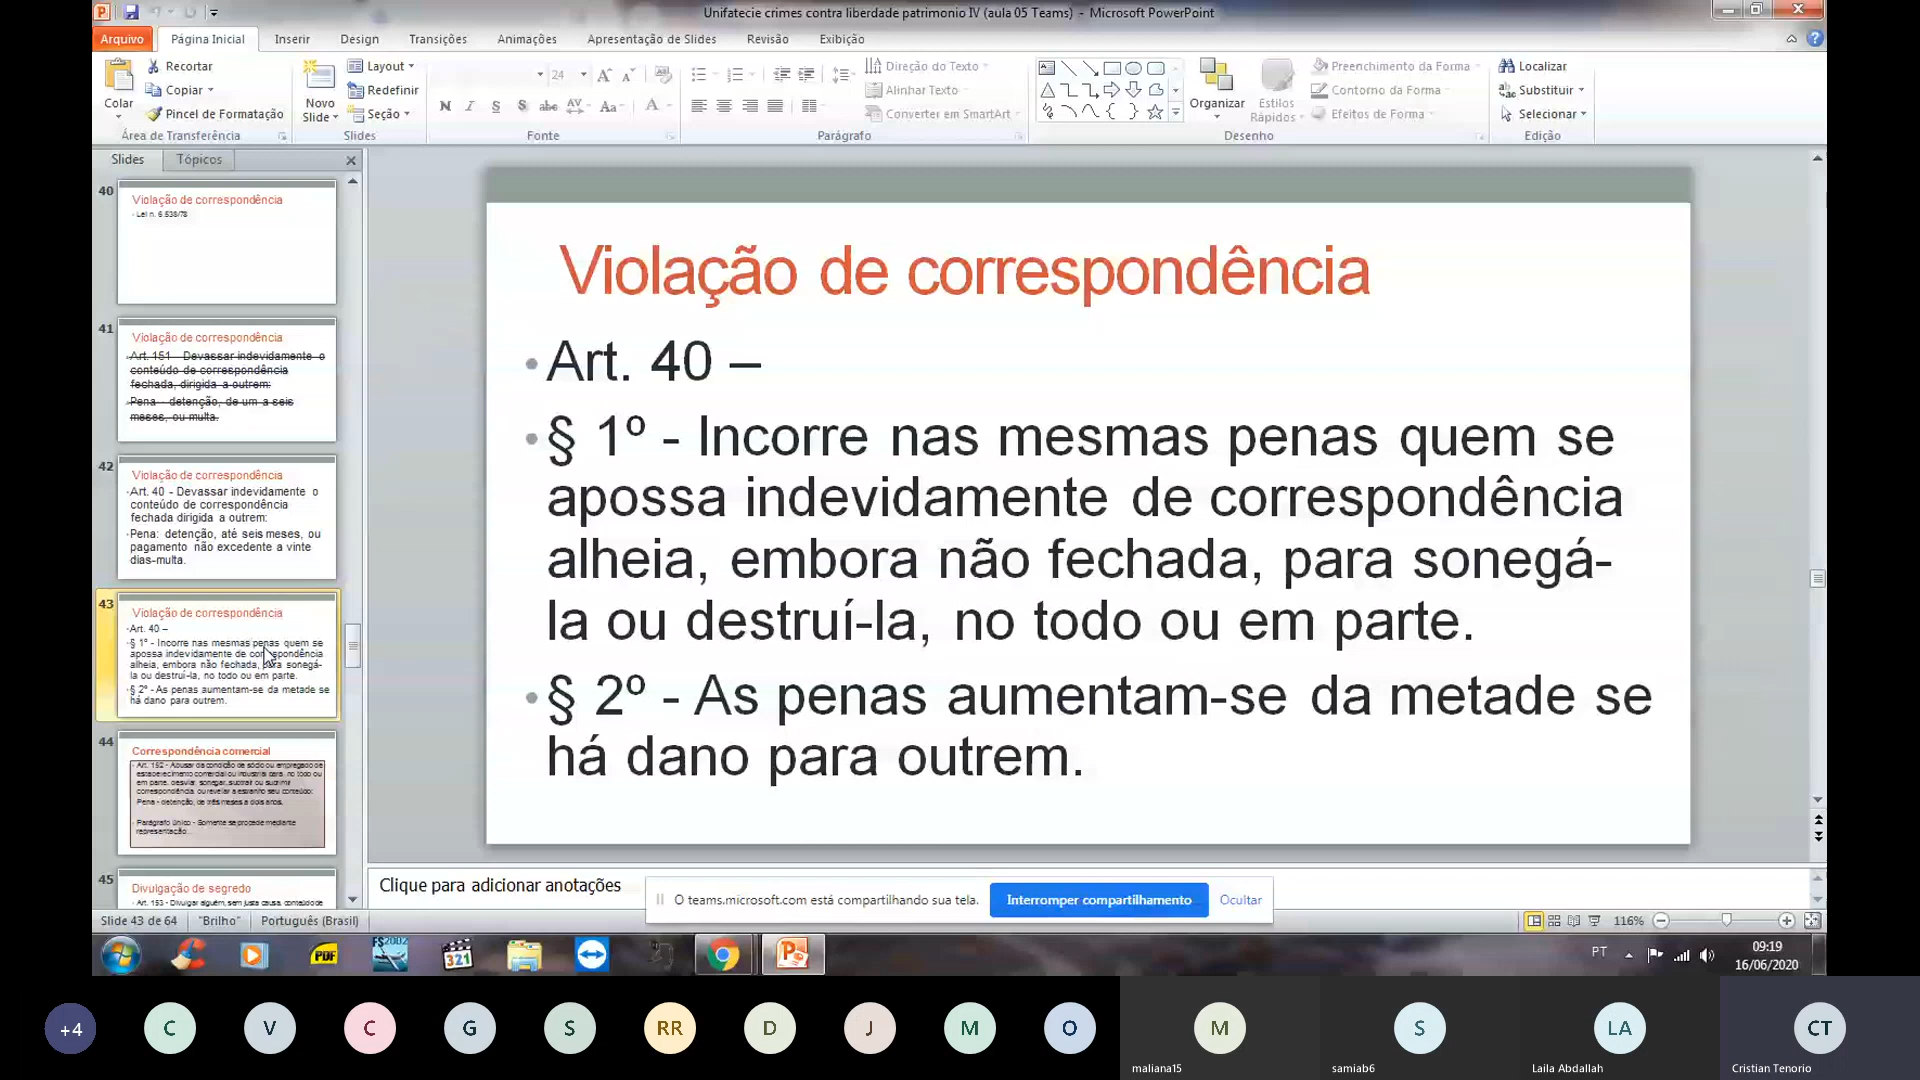 Unifatecie crimes contra liberdade patrimonio IV (aula 05 Teams) - Microsoft PowerPoint
Arquivo
Página Inicial
Inserir
Design
Transições
Animações
Apresentação de Slides
Revisão
Exibição
Colar
Recortar
Copiar
Pincel de Formatação
Área de Transferência
Novo
Slide
Layout
Redefinir
Seção
Slides
24
N I S S abc AV Aa A
Fonte
Direção do Texto
Alinhar Texto
Converter em SmartArt
Parágrafo
Organizar
Estilos
Rápidos
Preenchimento da Forma
Contorno da Forma
Efeitos de Forma
Desenho
Localizar
Substituir
Selecionar
Edição
Slides
Tópicos
40
Violação de correspondência
Lei n. 6.538/78
41
Violação de correspondência
Art. 151 - Devassar indevidamente o
conteúdo de correspondência
fechada, dirigida a outrem:
Pena - detenção, de um a seis
meses, ou multa.
42
Violação de correspondência
Art. 40 - Devassar indevidamente o
conteúdo de correspondência
fechada dirigida a outrem:
Pena: detenção, até seis meses, ou
pagamento não excedente a vinte
dias-multa.
43
Violação de correspondência
Art. 40 –
§ 1º - Incorre nas mesmas penas quem se
apossa indevidamente de correspondência
alheia, embora não fechada, para sonegá-
la ou destruí-la, no todo ou em parte.
§ 2º - As penas aumentam-se da metade se
há dano para outrem.
44
Correspondência comercial
Art. 152 - Abusar da condição de sócio ou empregado de
estabelecimento comercial ou industrial para, no todo ou
em parte, desviar, sonegar, subtrair ou suprimir
correspondência, ou revelar a estranho seu conteúdo:
Pena - detenção, de três meses a dois anos.
Parágrafo único - Somente se procede mediante
representação.
45
Divulgação de segredo
Art. 153 - Divulgar alguém, sem justa causa, conteúdo de
Violação de correspondência
• Art. 40 –
• § 1º - Incorre nas mesmas penas quem se
apossa indevidamente de correspondência
alheia, embora não fechada, para sonegá-
la ou destruí-la, no todo ou em parte.
• § 2º - As penas aumentam-se da metade se
há dano para outrem.
Clique para adicionar anotações
O teams.microsoft.com está compartilhando sua tela.
Interromper compartilhamento
Ocultar
Slide 43 de 64
"Brilho"
Português (Brasil)
116%
PDF
FS2002
321
PT
09:19
16/06/2020
+4
C
V
C
G
S
RR
D
J
M
O
M
S
LA
CT
maliana15
samiab6
Laila Abdallah
Cristian Tenorio